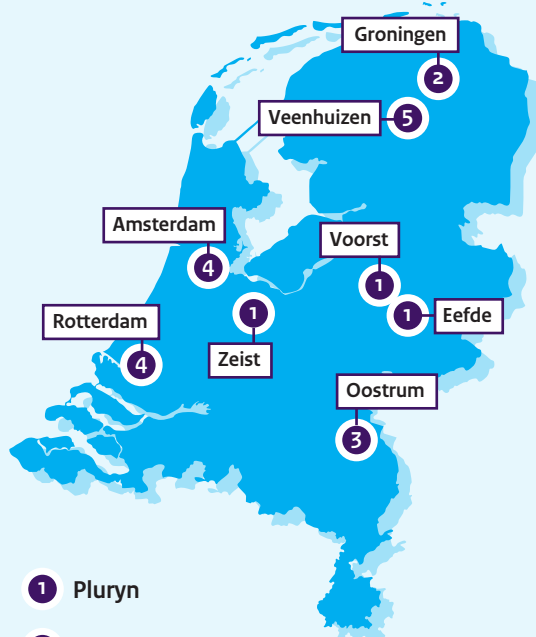 Groningen
2
Veenhuizen 5
Amsterdam
4
Voorst
1
1 Eefde
1
Zeist
Rotterdam
4
Oostrum
3
1 Pluryn